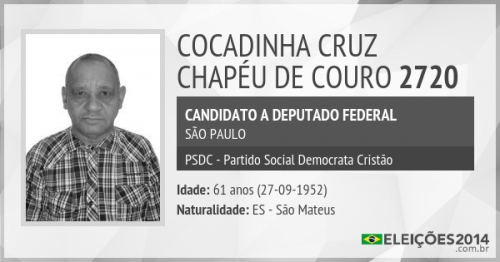 COCADINHA CRUZ
CHAPÉU DE COURO 2720
CANDIDATO A DEPUTADO FEDERAL
SÃO PAULO
PSDC - Partido Social Democrata Cristão
Idade: 61 anos (27-09-1952)
Naturalidade: ES - São Mateus
ELEIÇÕES2014
.com.br